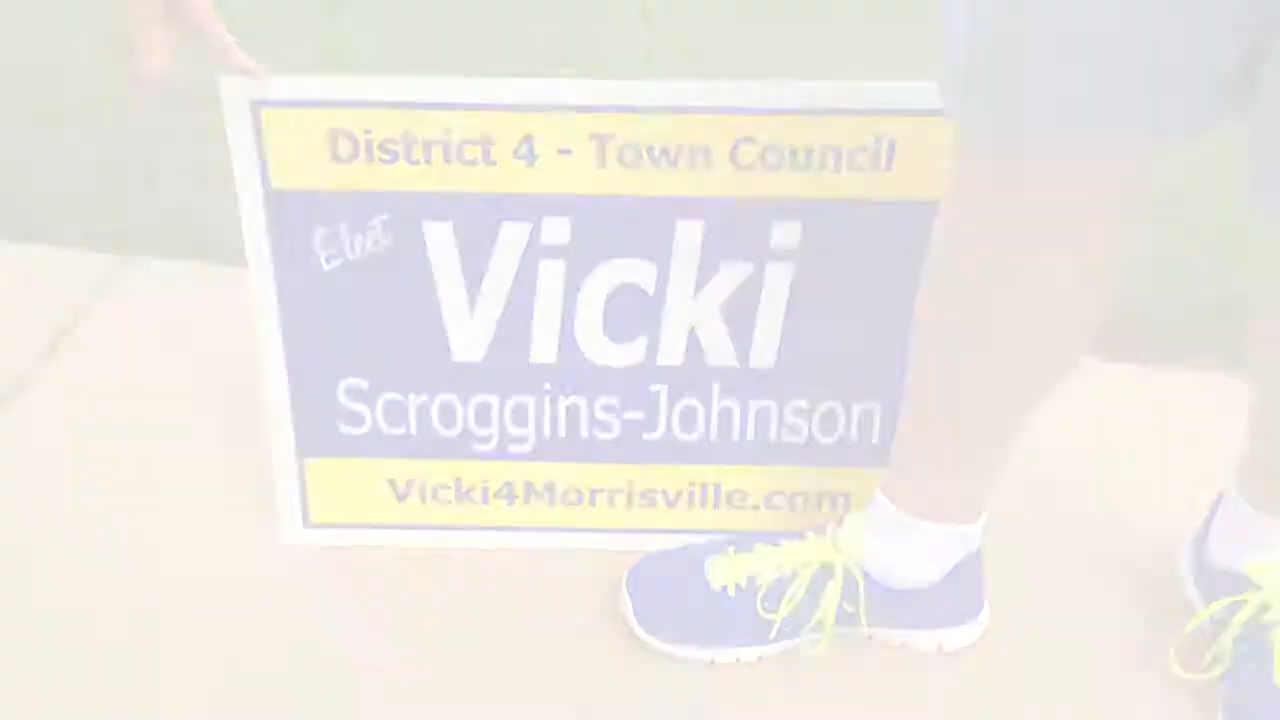 District 4 - Town Council
Elect
Vicki
Scroggins-Johnson
Vicki4Morrisville.com